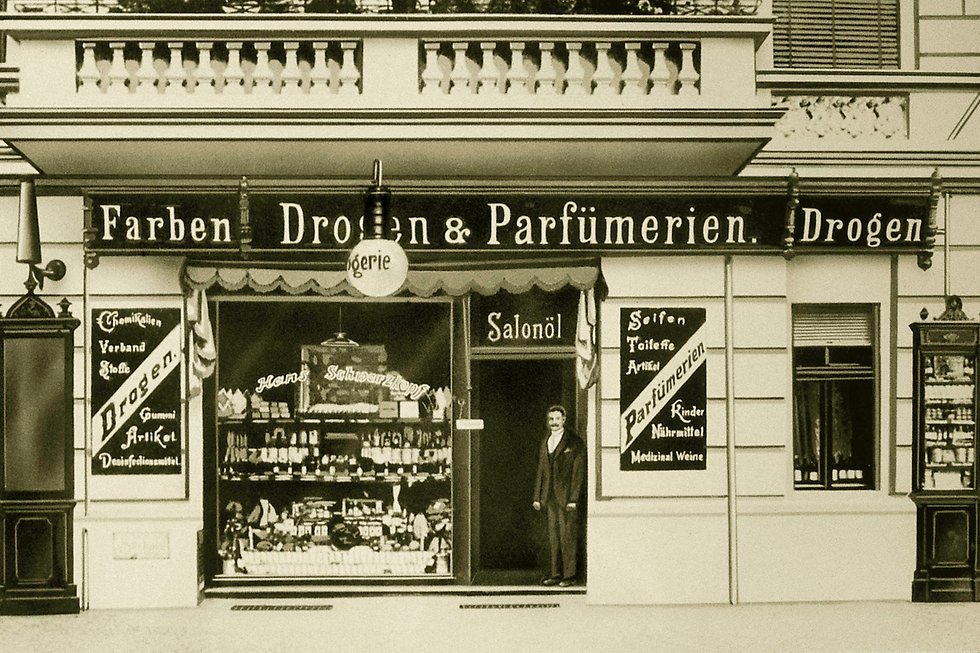 Farben
Drogen & Parfümerien.
Drogen
ogerie
Salonöl
Hans Schwarzkopf
Chemikalien
Verband
Stoffe
Drogen.
Gummi
Artikel
Desinfectionsmittel.
Seifen
Toilette
Artikel
Parfümerien
Kinder
Nährmittel
Medizinal Weine